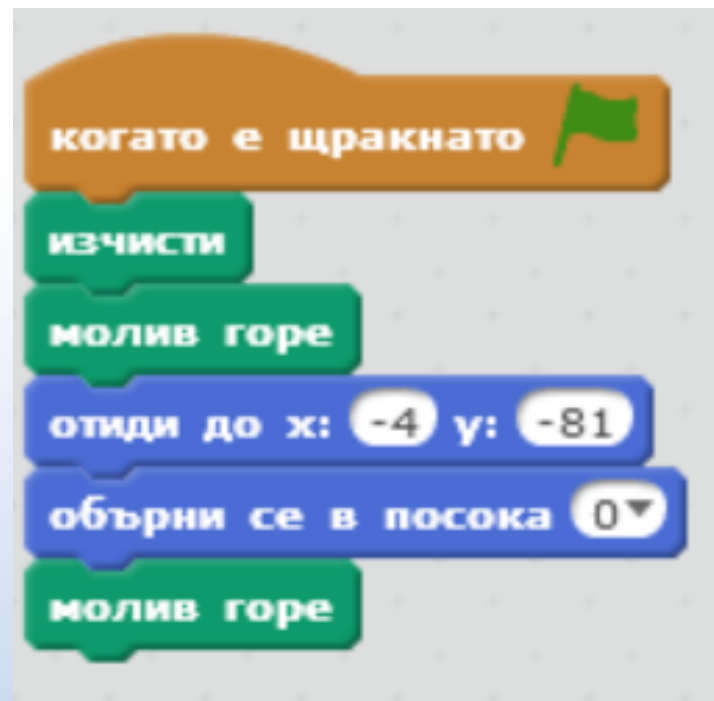 когато е щракнато
изчисти
молив горе
отиди до x: -4 y: -81
обърни се в посока 0
молив горе